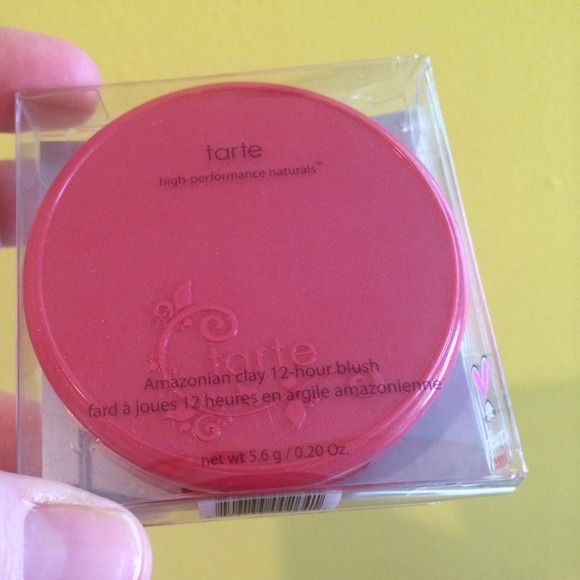 tarte
high-performance naturals™
tarte
Amazonian clay 12-hour blush
fard à joues 12 heures en argile amazonienne
net wt 5.6 g / 0.20 Oz.